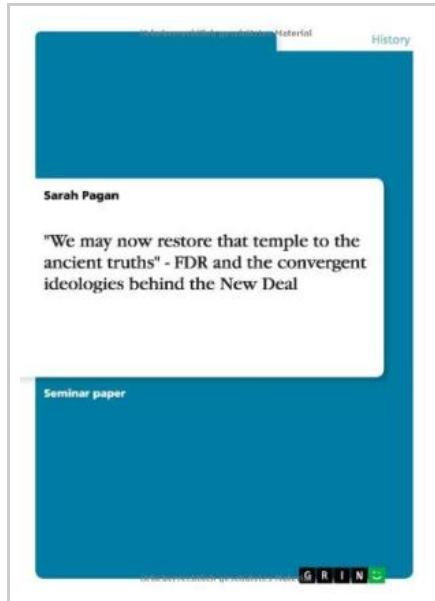 History
Sarah Pagan
"We may now restore that temple to the
ancient truths" - FDR and the convergent
ideologies behind the New Deal
Seminar paper
GRIN